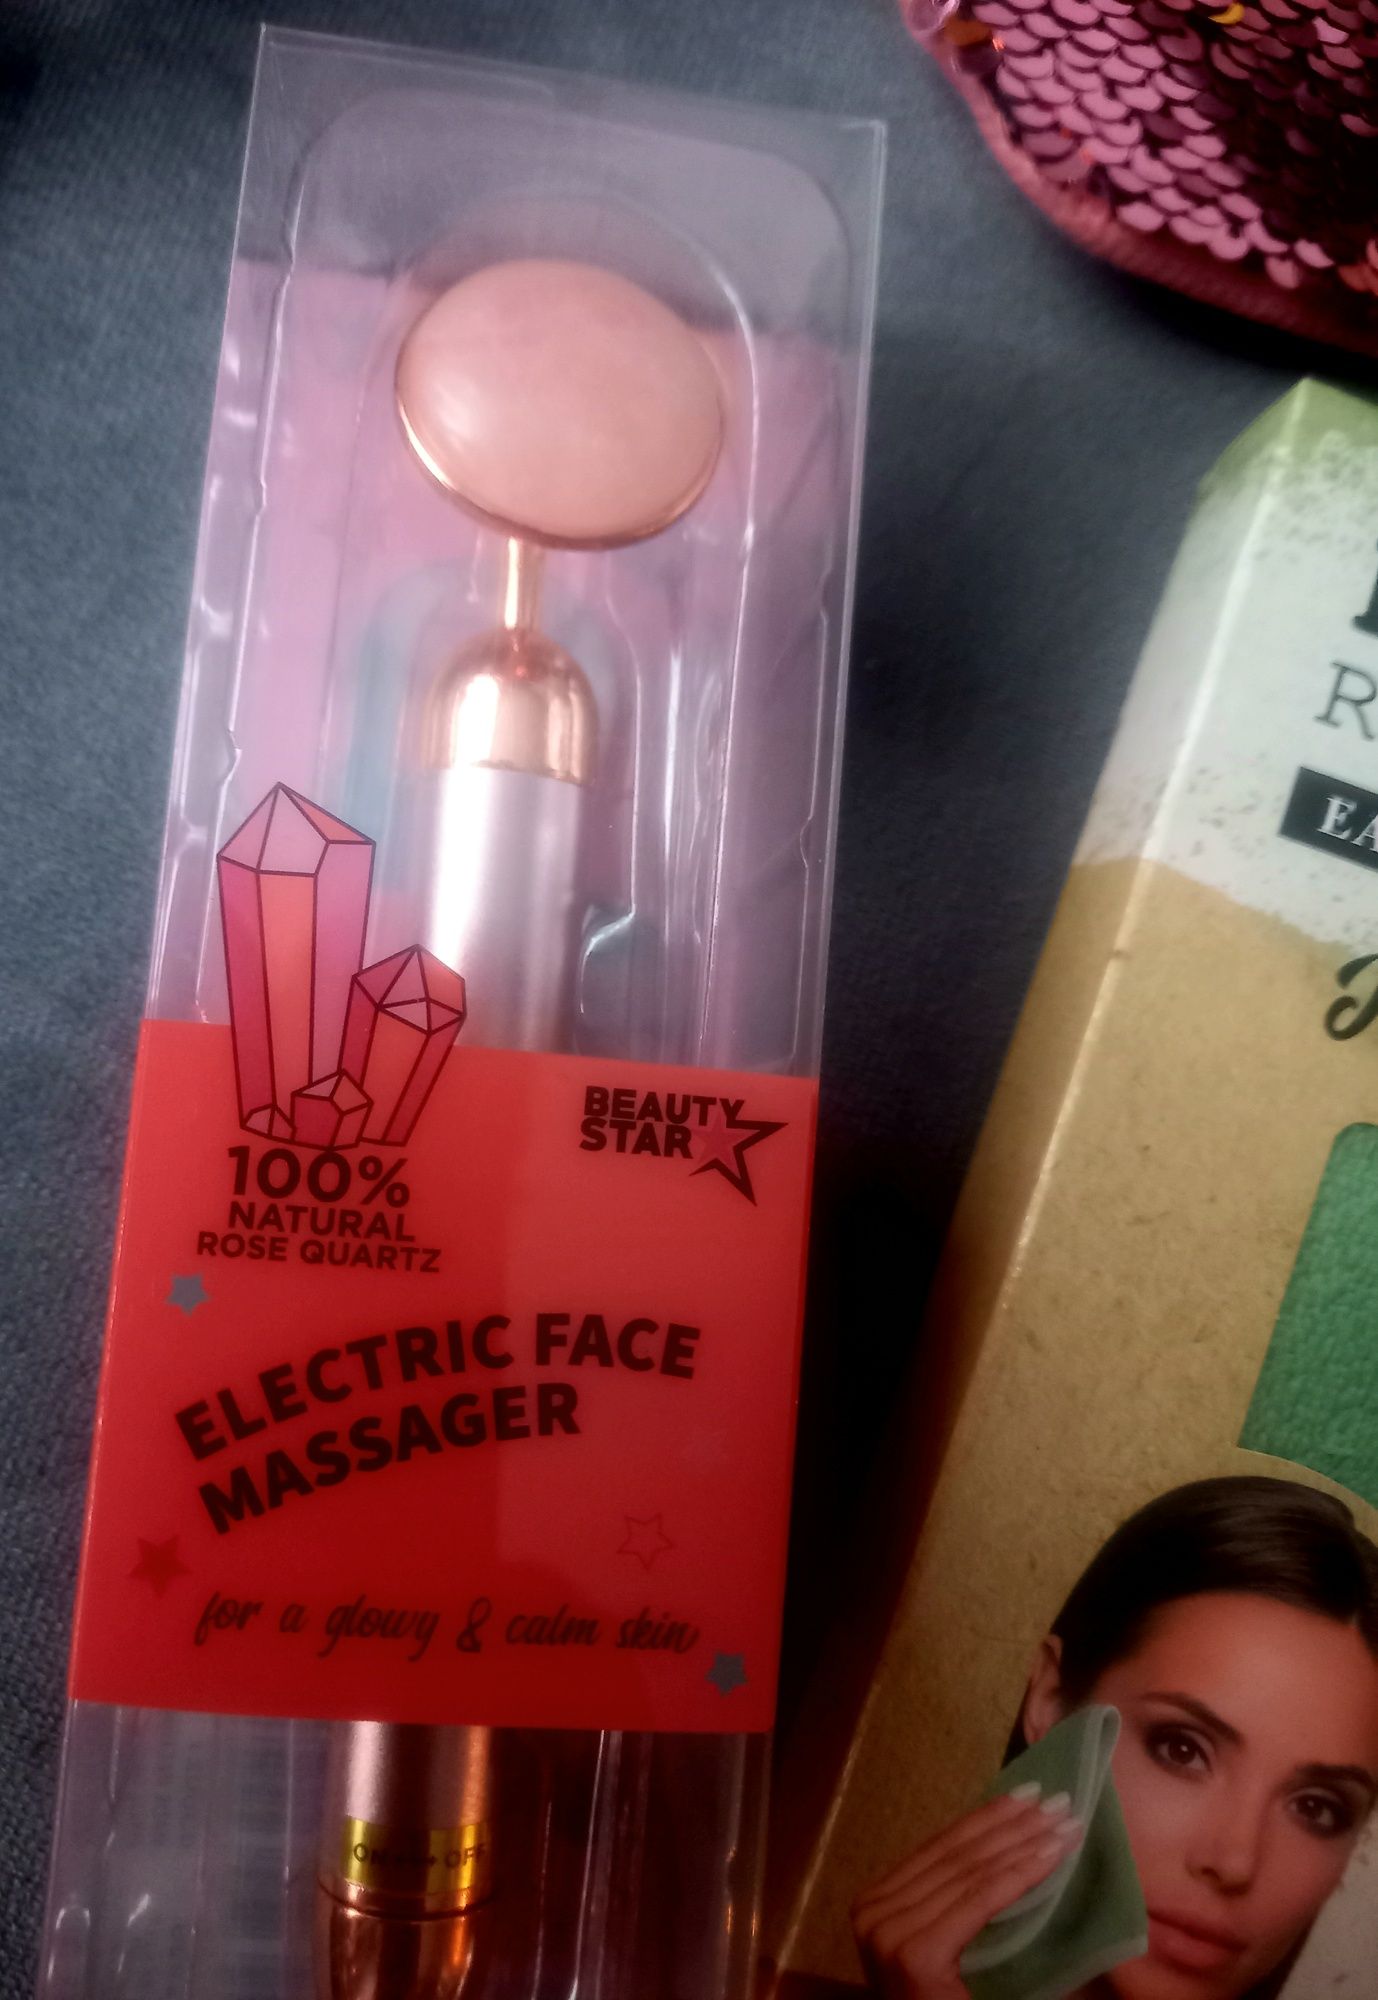 100%
NATURAL
ROSE QUARTZ
BEAUTY
STAR
ELECTRIC FACE
MASSAGER
for a glowy & calm skin
ON
OFF
R
EA